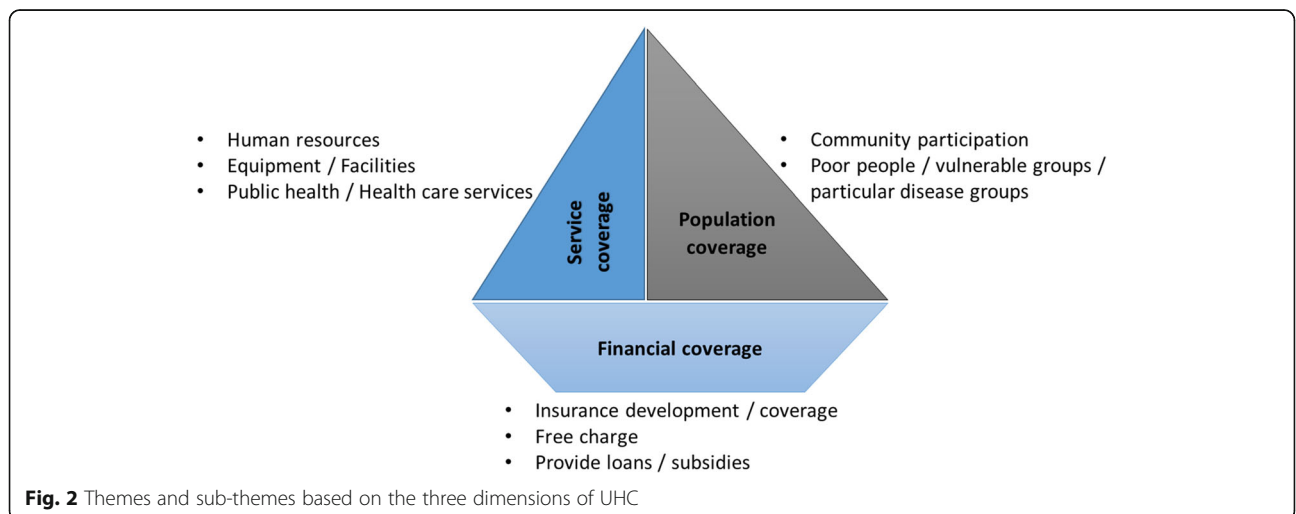 • Human resources
• Equipment / Facilities
• Public health / Health care services
Service
coverage
Population
coverage
• Community participation
• Poor people / vulnerable groups /
particular disease groups
Financial coverage
• Insurance development / coverage
• Free charge
• Provide loans / subsidies
Fig. 2 Themes and sub-themes based on the three dimensions of UHC